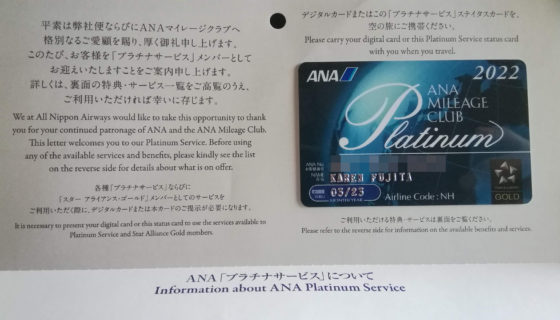 平素は弊社便ならびにANAマイレージクラブへ
格別なるご愛顧を賜り、厚く御礼申し上げます。
このたび、お客様を「プラチナサービス」メンバーとして
お迎えいたしますことをご案内申し上げます。
詳しくは、裏面の特典・サービス一覧をご高覧のうえ、
ご利用いただければ幸いに存じます。
We at All Nippon Airways would like to take this opportunity to thank
you for your continued patronage of ANA and the ANA Mileage Club.
This letter welcomes you to our Platinum Service. Before using
any of the available services and benefits, please kindly see the list
on the reverse side for details about what is on offer.
各種「プラチナサービス」ならびに
「スター アライアンス・ゴールド」メンバーとしてのサービスを
ご利用いただく際に、デジタルカードまたは本カードのご提示が必要になります。
It is necessary to present your digital card or this status card to use the services available to
Platinum Service and Star Alliance Gold members.
デジタルカードまたはこの「プラチナサービス」ステイタスカードを、
空の旅にご携帯ください。
Please carry your digital card or this Platinum Service status card
with you when you travel.
ANA
2022
ANA
MILEAGE
CLUB
Platinum
ANA No.
KAREN FUJITA
03/23
MONTH/YEAR
Airline Code : NH
GOLD
ご利用いただける特典・サービスは裏面をご覧ください。
Please refer to the reverse side for information on the available benefits and services.
ANA「プラチナサービス」について
Information about ANA Platinum Service